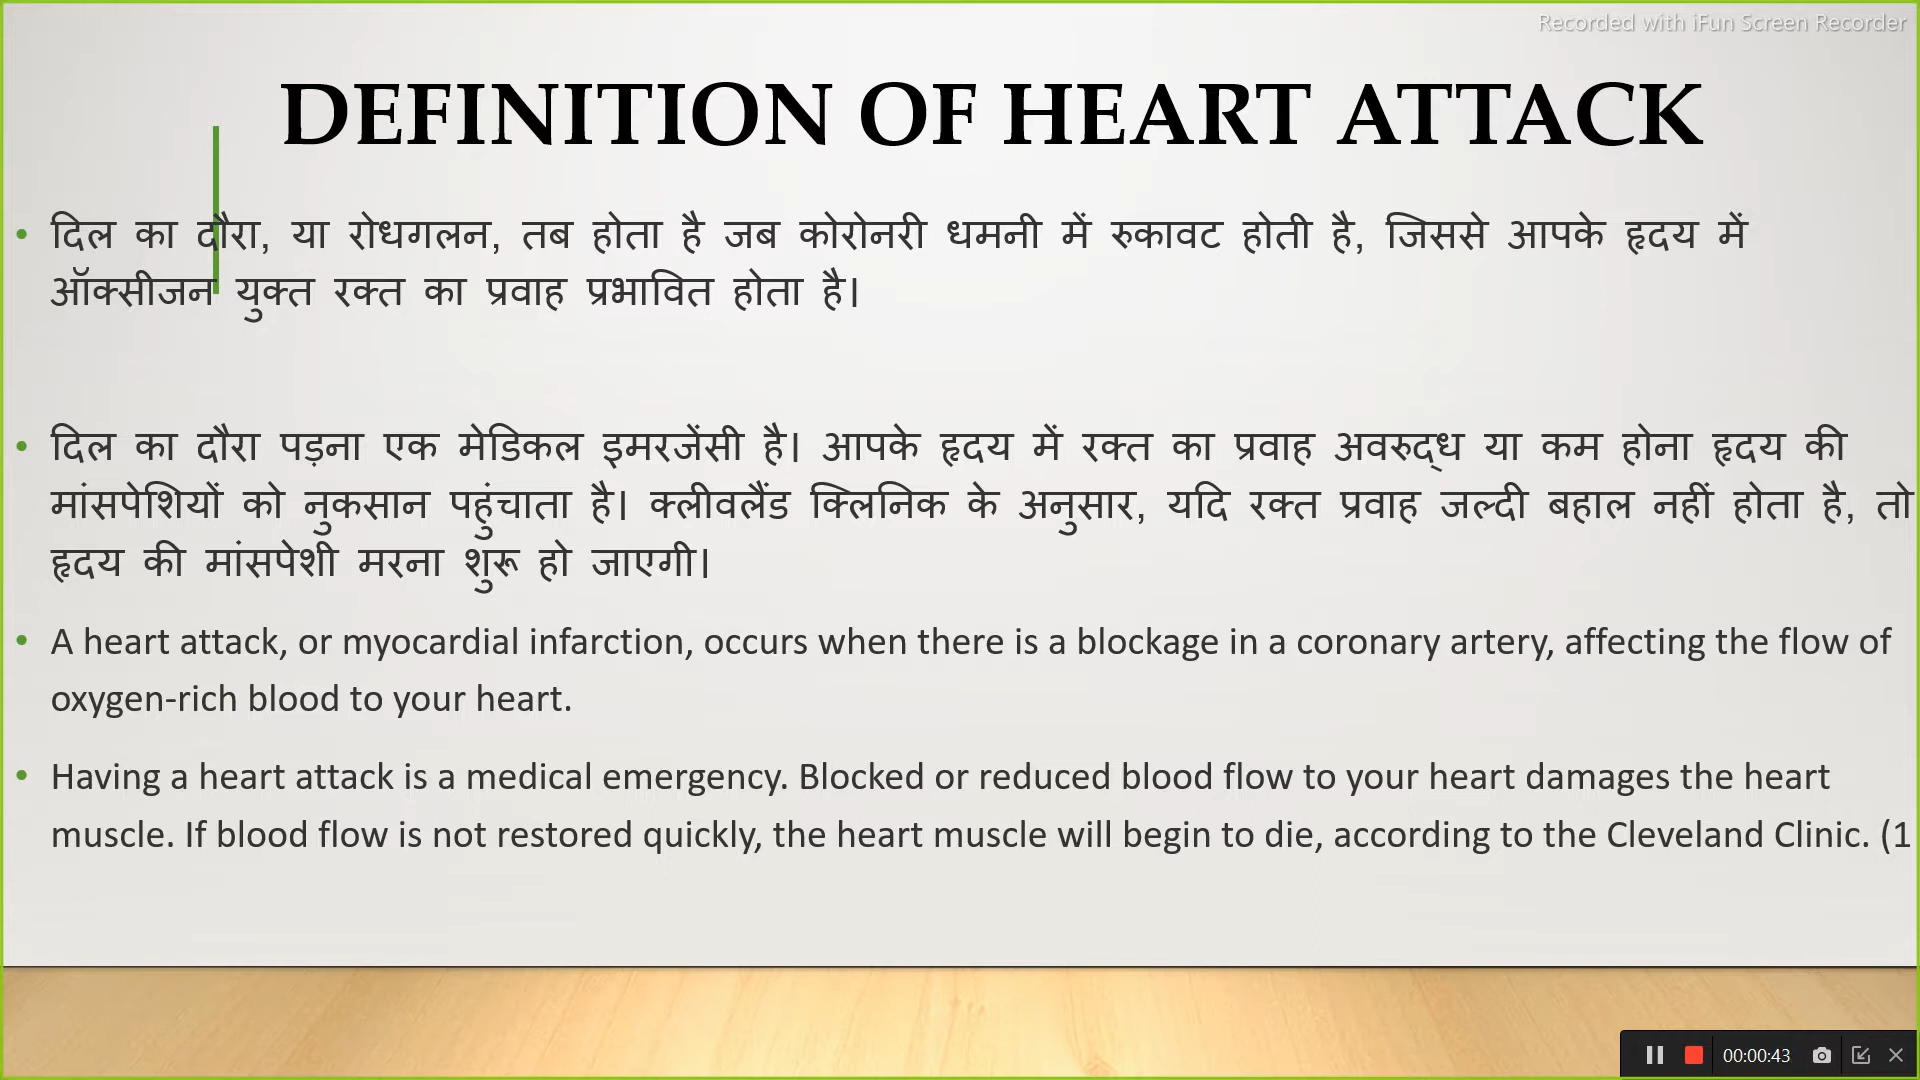 Recorded with iFun Screen Recorder
DEFINITION OF HEART ATTACK
• दिल का दौरा, या रोधगलन, तब होता है जब कोरोनरी धमनी में रुकावट होती है, जिससे आपके हृदय में
ऑक्सीजन युक्त रक्त का प्रवाह प्रभावित होता है।
• दिल का दौरा पड़ना एक मेडिकल इमरजेंसी है। आपके हृदय में रक्त का प्रवाह अवरुद्ध या कम होना हृदय की
मांसपेशियों को नुकसान पहुंचाता है। क्लीवलैंड क्लिनिक के अनुसार, यदि रक्त प्रवाह जल्दी बहाल नहीं होता है, तो
हृदय की मांसपेशी मरना शुरू हो जाएगी।
• A heart attack, or myocardial infarction, occurs when there is a blockage in a coronary artery, affecting the flow of
oxygen-rich blood to your heart.
• Having a heart attack is a medical emergency. Blocked or reduced blood flow to your heart damages the heart
muscle. If blood flow is not restored quickly, the heart muscle will begin to die, according to the Cleveland Clinic. (1
00:00:43